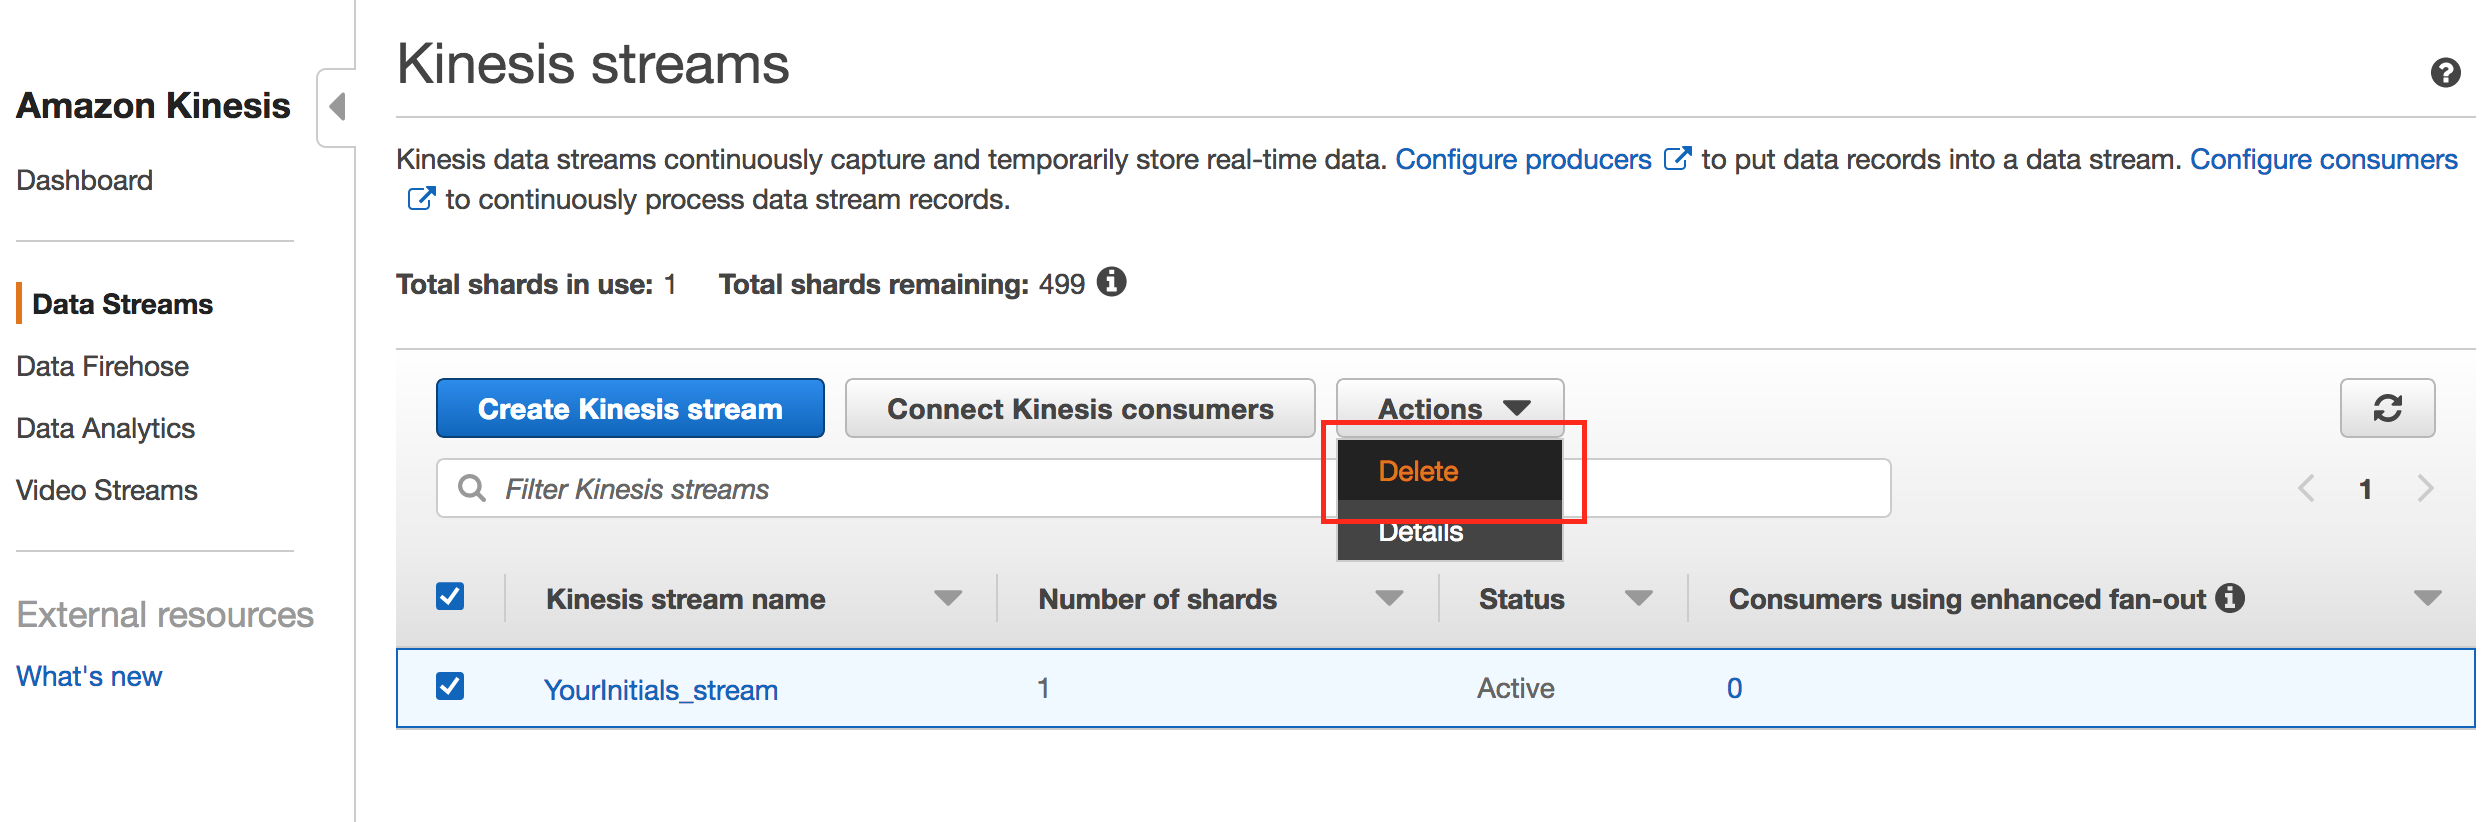 Amazon Kinesis
Dashboard
Data Streams
Data Firehose
Data Analytics
Video Streams
External resources
What's new
Kinesis streams
Kinesis data streams continuously capture and temporarily store real-time data. Configure producers to put data records into a data stream. Configure consumers
to continuously process data stream records.
Total shards in use: 1 Total shards remaining: 499
Create Kinesis stream Connect Kinesis consumers Actions
Delete
Details
Filter Kinesis streams
1
Kinesis stream name Number of shards Status Consumers using enhanced fan-out
YourInitials_stream 1 Active 0